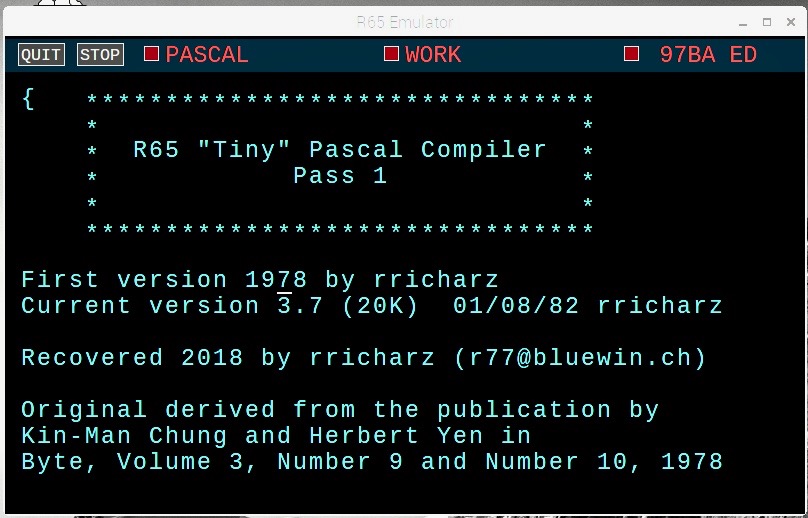 R65 Emulator
QUIT STOP PASCAL WORK 97BA ED
{ ********************************
* *
* R65 "Tiny" Pascal Compiler *
* Pass 1 *
* *
********************************
First version 1978 by rricharz
Current version 3.7 (20K) 01/08/82 rricharz
Recovered 2018 by rricharz (r77@bluewin.ch)
Original derived from the publication by
Kin-Man Chung and Herbert Yen in
Byte, Volume 3, Number 9 and Number 10, 1978